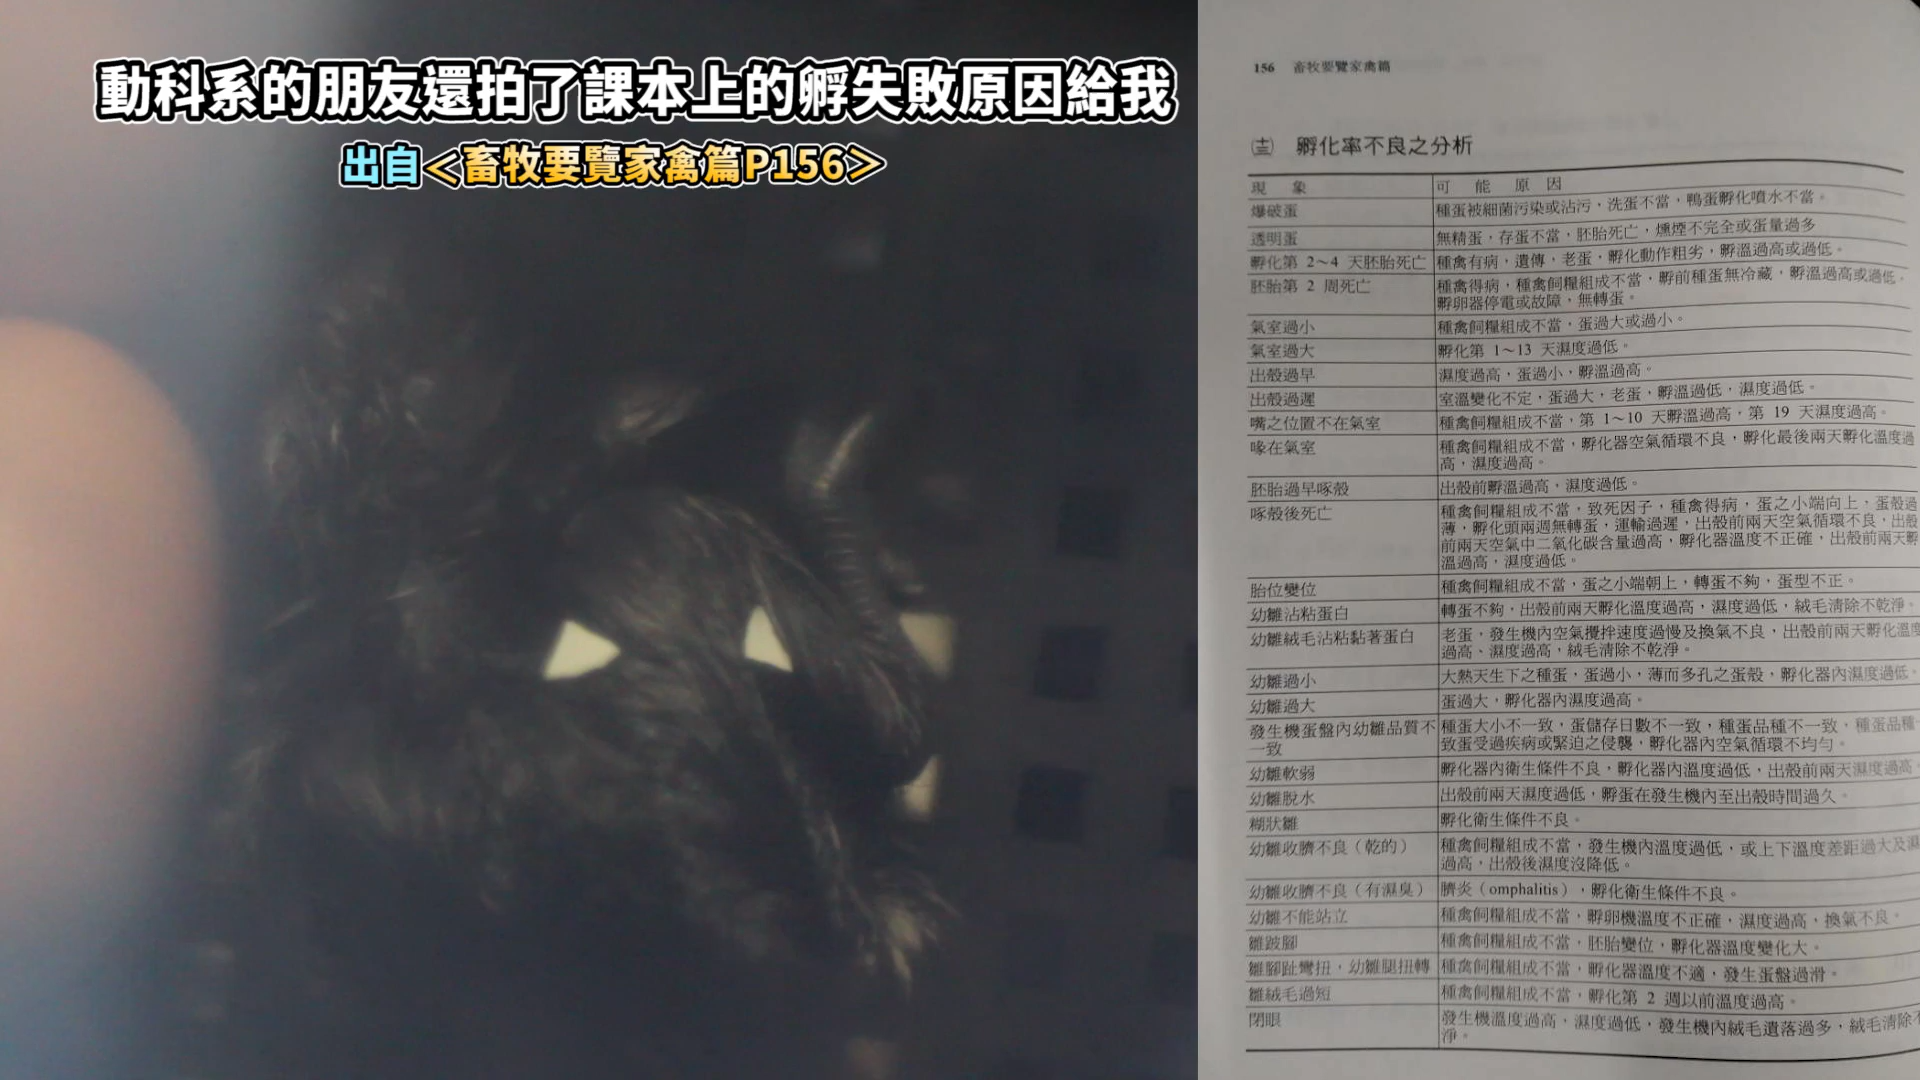 動科系的朋友還拍了課本上的孵失敗原因給我
出自＜畜牧要覽家禽篇P156＞
156 畜牧要覽家禽篇
㈩ 孵化率不良之分析
現 象 可 能 原 因
爆破蛋 種蛋被細菌污染或沾污，洗蛋不當，鴨蛋孵化噴水不當。
透明蛋 無精蛋，存蛋不當，胚胎死亡，燻煙不完全或蛋量過多
孵化第 2～4 天胚胎死亡 種禽有病，遺傳，老蛋，孵化動作粗劣，孵溫過高或過低。
胚胎第 2 周死亡 種禽得病，種禽飼糧組成不當，孵前種蛋無冷藏，孵溫過高或過低，
孵卵器停電或故障，無轉蛋。
氣室過小 種禽飼糧組成不當，蛋過大或過小。
氣室過大 孵化第 1～13 天濕度過低。
出殼過早 濕度過高，蛋過小，孵溫過高。
出殼過遲 室溫變化不定，蛋過大，老蛋，孵溫過低，濕度過低。
嘴之位置不在氣室 種禽飼糧組成不當，第 1～10 天孵溫過高，第 19 天濕度過高。
喙在氣室 種禽飼糧組成不當，孵化器空氣循環不良，孵化最後兩天孵化溫度過
高，濕度過高。
胚胎過早啄殼 出殼前孵溫過高，濕度過低。
啄殼後死亡 種禽飼糧組成不當，致死因子，種禽得病，蛋之小端向上，蛋殼過
薄，孵化頭兩週無轉蛋，運輸過遲，出殼前兩天空氣循環不良，出殼
前兩天空氣中二氧化碳含量過高，孵化器溫度不正確，出殼前兩天孵
溫過高，濕度過低。
胎位變位 種禽飼糧組成不當，蛋之小端朝上，轉蛋不夠，蛋型不正。
幼雛沾粘蛋白 轉蛋不夠，出殼前兩天孵化溫度過高，濕度過低，絨毛清除不乾淨。
幼雛絨毛沾粘黏著蛋白 老蛋，發生機內空氣攪拌速度過慢及換氣不良，出殼前兩天孵化溫度
過高、濕度過高，絨毛清除不乾淨。
幼雛過小 大熱天生下之種蛋，蛋過小，薄而多孔之蛋殼，孵化器內濕度過低。
幼雛過大 蛋過大，孵化器內濕度過高。
發生機蛋盤內幼雛品質不 種蛋大小不一致，蛋儲存日數不一致，種蛋品種不一致，種蛋品種
一致 致蛋受過疾病或緊迫之侵襲，孵化器內空氣循環不均勻。
幼雛軟弱 孵化器內衛生條件不良，孵化器內溫度過低，出殼前兩天濕度過高，
幼雛脫水 出殼前兩天濕度過低，孵蛋在發生機內至出殼時間過久。
糊狀雛 孵化衛生條件不良。
幼雛收臍不良（乾的） 種禽飼糧組成不當，發生機內溫度過低，或上下溫度差距過大及濕
過高，出殼後濕度沒降低。
幼雛收臍不良（有濕臭） 臍炎（omphalitis），孵化衛生條件不良。
幼雛不能站立 種禽飼糧組成不當，孵卵機溫度不正確，濕度過高，換氣不良。
雛跛腳 種禽飼糧組成不當，胚胎變位，孵化器溫度變化大。
雛腳趾彎扭，幼雛腿扭轉 種禽飼糧組成不當，孵化器溫度不適，發生蛋盤過滑。
雛絨毛過短 種禽飼糧組成不當，孵化第 2 週以前溫度過高。
閉眼 發生機溫度過高，濕度過低，發生機內絨毛遺落過多，絨毛清除不
淨。